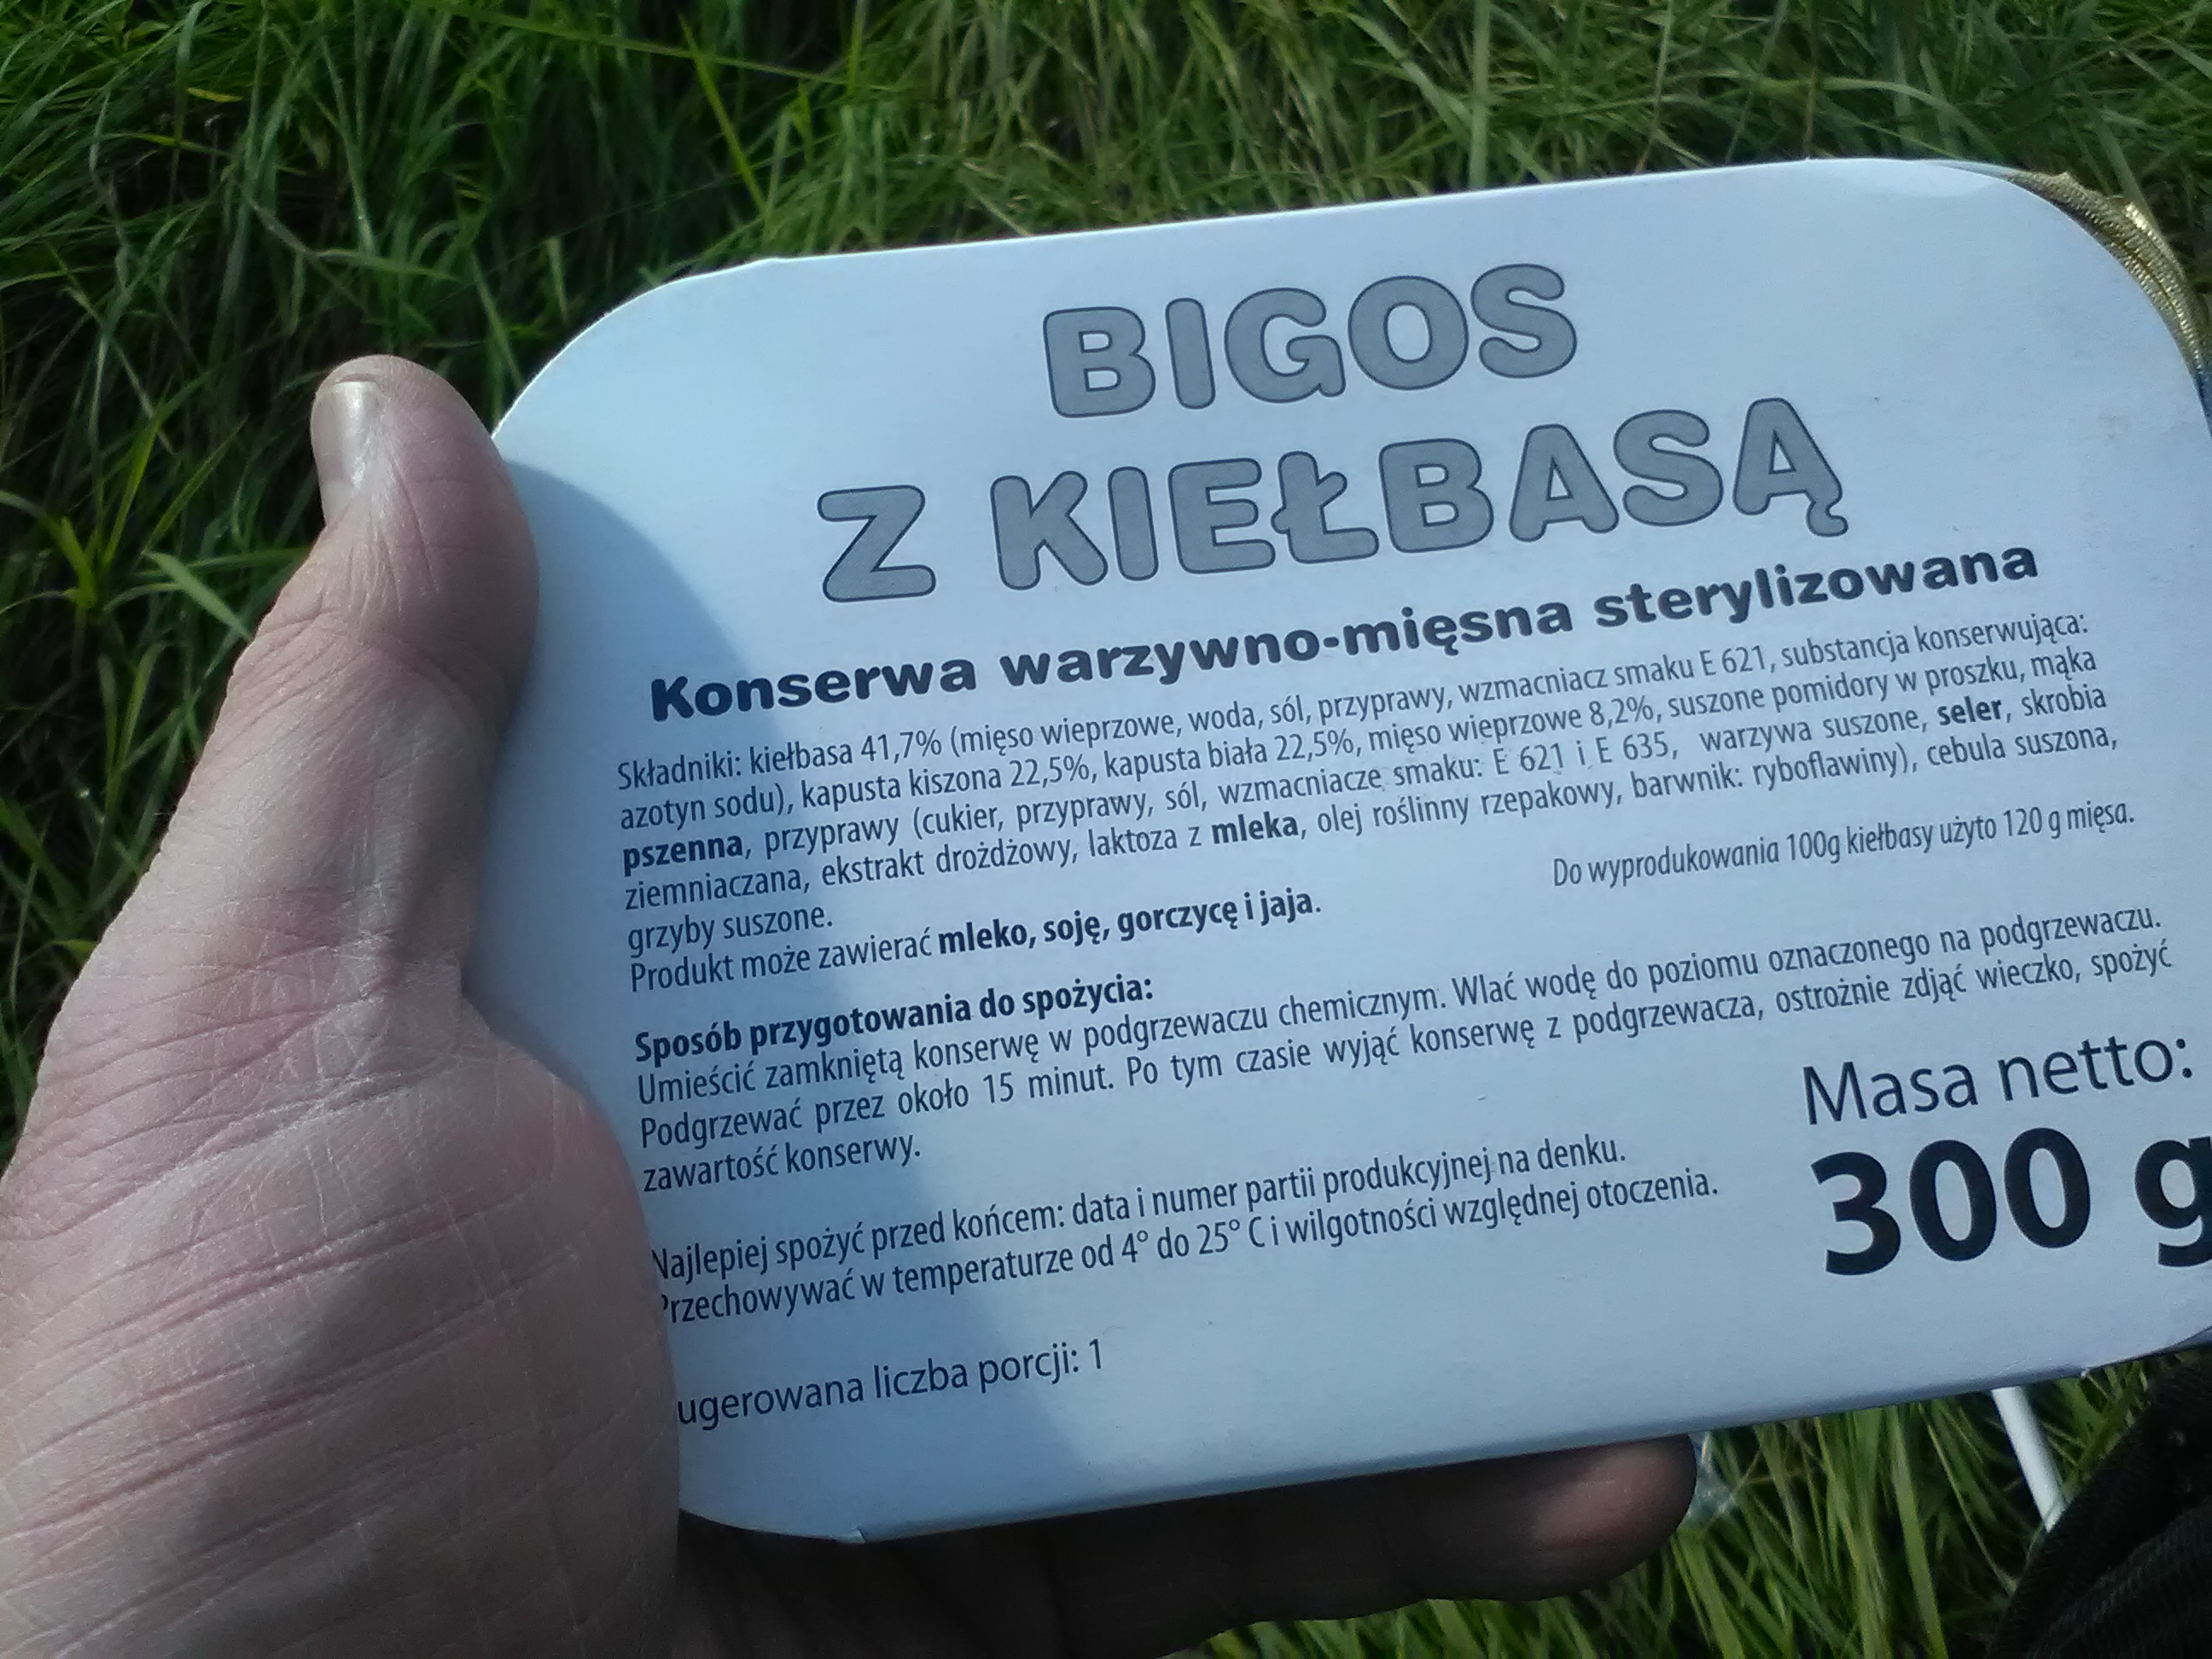 BIGOS
Z KIEŁBASĄ
Konserwa warzywno-mięsna sterylizowana
Składniki: kiełbasa 41,7% (mięso wieprzowe, woda, sól, przyprawy, wzmacniacz smaku E 621, substancja konserwująca:
azotyn sodu), kapusta kiszona 22,5%, kapusta biała 22,5%, mięso wieprzowe 8,2%, suszone pomidory w proszku, mąka
pszenna, przyprawy (cukier, przyprawy, sól, wzmacniacze smaku: E 621 i E 635, warzywa suszone, seler, skrobia
ziemniaczana, ekstrakt drożdżowy, laktoza z mleka, olej roślinny rzepakowy, barwnik: ryboflawiny), cebula suszona,
grzyby suszone.
Do wyprodukowania 100g kiełbasy użyto 120 g mięsa.
Produkt może zawierać mleko, soję, gorczycę i jaja.
Sposób przygotowania do spożycia:
Umieścić zamkniętą konserwę w podgrzewaczu chemicznym. Wlać wodę do poziomu oznaczonego na podgrzewaczu.
Podgrzewać przez około 15 minut. Po tym czasie wyjąć konserwę z podgrzewacza, ostrożnie zdjąć wieczko, spożyć
zawartość konserwy.
Najlepiej spożyć przed końcem: data i numer partii produkcyjnej na denku.
Przechowywać w temperaturze od 4° do 25° C i wilgotności względnej otoczenia.
ugerowana liczba porcji: 1
Masa netto:
300 g